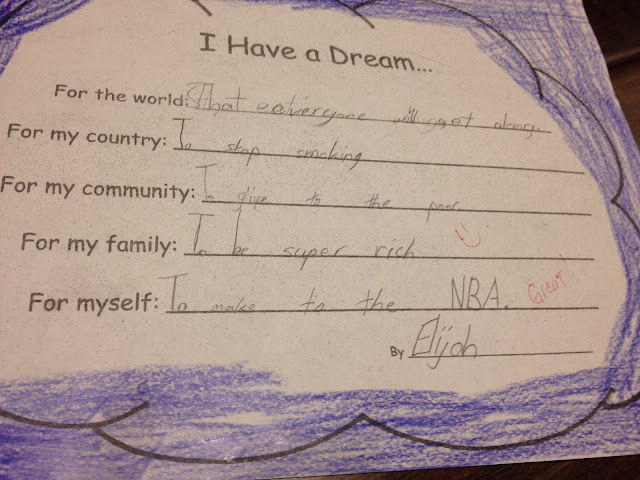 I Have a Dream...
For the world: That eelveryone will get along.
For my country: To stop smoking
For my community: To give to the poor.
For my family: To be super rich
For myself: To make to the NBA. Great!
By Elijah